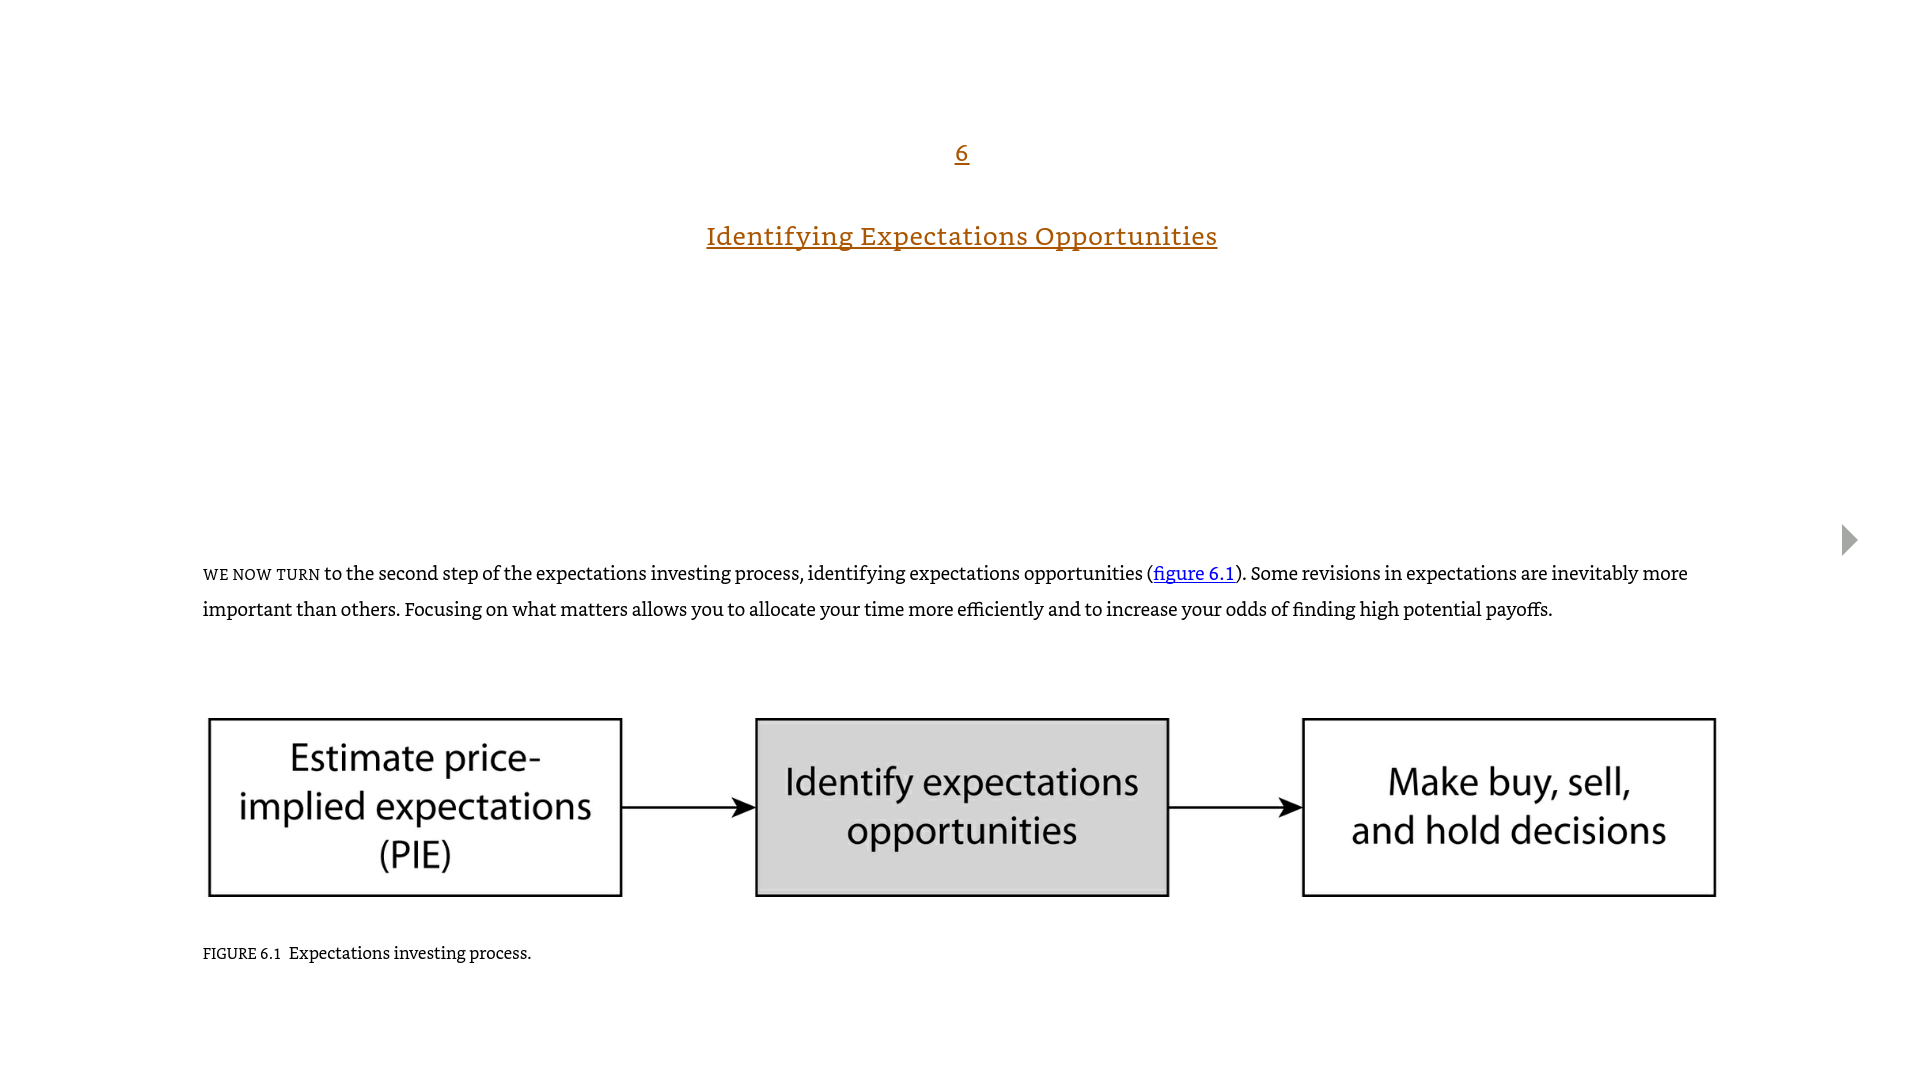 6
Identifying Expectations Opportunities
WE NOW TURN to the second step of the expectations investing process, identifying expectations opportunities (figure 6.1). Some revisions in expectations are inevitably more
important than others. Focusing on what matters allows you to allocate your time more efficiently and to increase your odds of finding high potential payoffs.
Estimate price-
implied expectations
(PIE)
Identify expectations
opportunities
Make buy, sell,
and hold decisions
FIGURE 6.1 Expectations investing process.